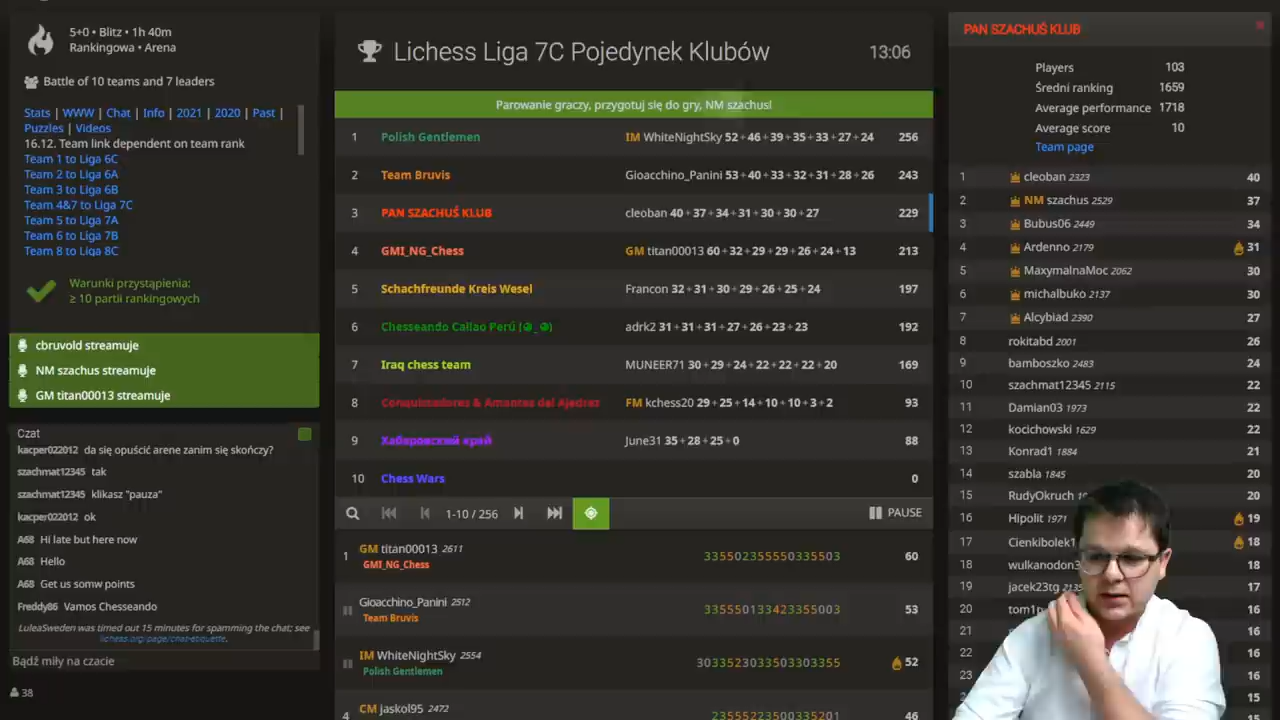 5+0 • Blitz • 1h 40m
Rankingowa • Arena
Battle of 10 teams and 7 leaders
Stats | WWW | Chat | Info | 2021 | 2020 | Past |
Puzzles | Videos
16.12. Team link dependent on team rank
Team 1 to Liga 6C
Team 2 to Liga 6A
Team 3 to Liga 6B
Team 4&7 to Liga 7C
Team 5 to Liga 7A
Team 6 to Liga 7B
Team 8 to Liga 8C
Warunki przystąpienia:
≥ 10 partii rankingowych
cbruvold streamuje
NM szachus streamuje
GM titan00013 streamuje
Czat
kacper022012 da się opuścić arene zanim się skończy?
szachmat12345 tak
szachmat12345 klikasz "pauza"
kacper022012 ok
A68 Hi late but here now
A68 Hello
A68 Get us somw points
Freddy86 Vamos Chesseando
LuleaSweden was timed out 15 minutes for spamming the chat; see
lichess.org/page/chat-etiquette.
Bądź miły na czacie
38
Lichess Liga 7C Pojedynek Klubów 13:06
Parowanie graczy, przygotuj się do gry, NM szachus!
1 Polish Gentlemen IM WhiteNightSky 52+46+39+35+33+27+24 256
2 Team Bruvis Gioacchino_Panini 53+40+33+32+31+28+26 243
3 PAN SZACHUŚ KLUB cleoban 40+37+34+31+30+30+27 229
4 GMI_NG_Chess GM titan00013 60+32+29+29+26+24+13 213
5 Schachfreunde Kreis Wesel Francon 32+31+30+29+26+25+24 197
6 Chesseando Callao Perú (◕_◕) adrk2 31+31+31+27+26+23+23 192
7 Iraq chess team MUNEER71 30+29+24+22+22+22+20 169
8 Conquistadores & Amantes del Ajedrez FM kchess20 29+25+14+10+10+3+2 93
9 Хабаровский край June31 35+28+25+0 88
10 Chess Wars 0
1-10 / 256 PAUSE
1 GM titan00013 2611 335502355550335503 60
GMI_NG_Chess
Gioacchino_Panini 2512 335550133423355003 53
Team Bruvis
IM WhiteNightSky 2554 3033523033503303355 52
Polish Gentlemen
4 CM jaskol95 2472 23555223550335201 46
PAN SZACHUŚ KLUB
Players 103
Średni ranking 1659
Average performance 1718
Average score 10
Team page
1 cleoban 2323 40
2 NM szachus 2529 37
3 Bubus06 2449 34
4 Ardenno 2179 31
5 MaxymalnaMoc 2062 30
6 michalbuko 2137 30
7 Alcybiad 2390 27
8 rokitabd 2001 26
9 bamboszko 2483 24
10 szachmat12345 2115 22
11 Damian03 1973 22
12 kocichowski 1629 22
13 Konrad1 1884 21
14 szabla 1845 20
15 RudyOkruch 20
16 Hipolit 1971 19
17 Cienkibolek1 18
18 wulkanodon 18
19 jacek23tg 2135 17
20 tom1p 16
21 16
22 16
23 16
15